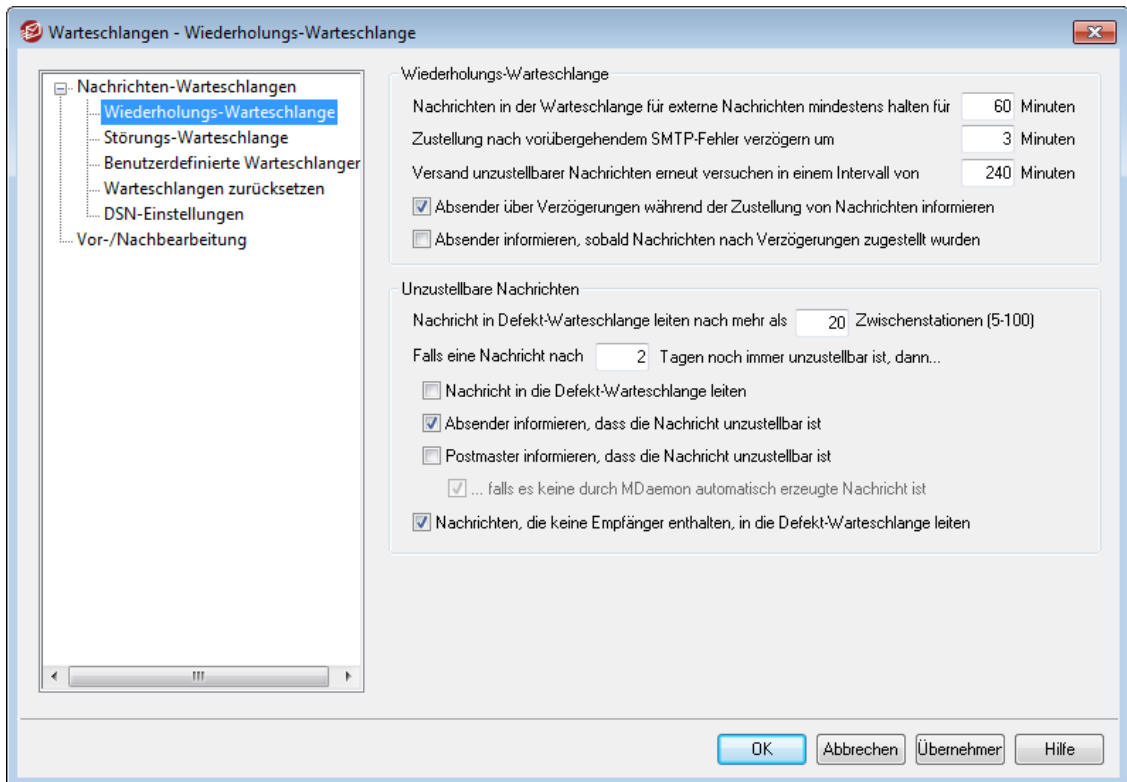 Warteschlangen - Wiederholungs-Warteschlange
Nachrichten-Warteschlangen
Wiederholungs-Warteschlange
Störungs-Warteschlange
Benutzerdefinierte Warteschlanger
Warteschlangen zurücksetzen
DSN-Einstellungen
Vor-/Nachbearbeitung
Wiederholungs-Warteschlange
Nachrichten in der Warteschlange für externe Nachrichten mindestens halten für 60 Minuten
Zustellung nach vorübergehendem SMTP-Fehler verzögern um 3 Minuten
Versand unzustellbarer Nachrichten erneut versuchen in einem Intervall von 240 Minuten
Absender über Verzögerungen während der Zustellung von Nachrichten informieren
Absender informieren, sobald Nachrichten nach Verzögerungen zugestellt wurden
Unzustellbare Nachrichten
Nachricht in Defekt-Warteschlange leiten nach mehr als 20 Zwischenstationen (5-100)
Falls eine Nachricht nach 2 Tagen noch immer unzustellbar ist, dann...
Nachricht in die Defekt-Warteschlange leiten
Absender informieren, dass die Nachricht unzustellbar ist
Postmaster informieren, dass die Nachricht unzustellbar ist
... falls es keine durch MDaemon automatisch erzeugte Nachricht ist
Nachrichten, die keine Empfänger enthalten, in die Defekt-Warteschlange leiten
OK Abbrechen Übernehmer Hilfe